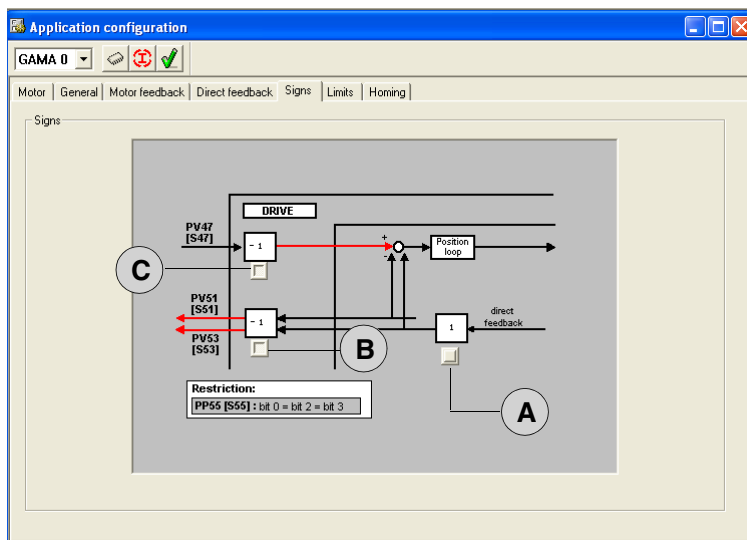 Application configuration
GAMA 0
Motor General Motor feedback Direct feedback Signs Limits Homing
Signs
DRIVE
PV47
[S47]
- 1
+
-
Position
loop
C
PV51
[S51]
- 1
PV53
[S53]
1
direct
feedback
B
A
Restriction:
PP55 [S55] : bit 0 = bit 2 = bit 3